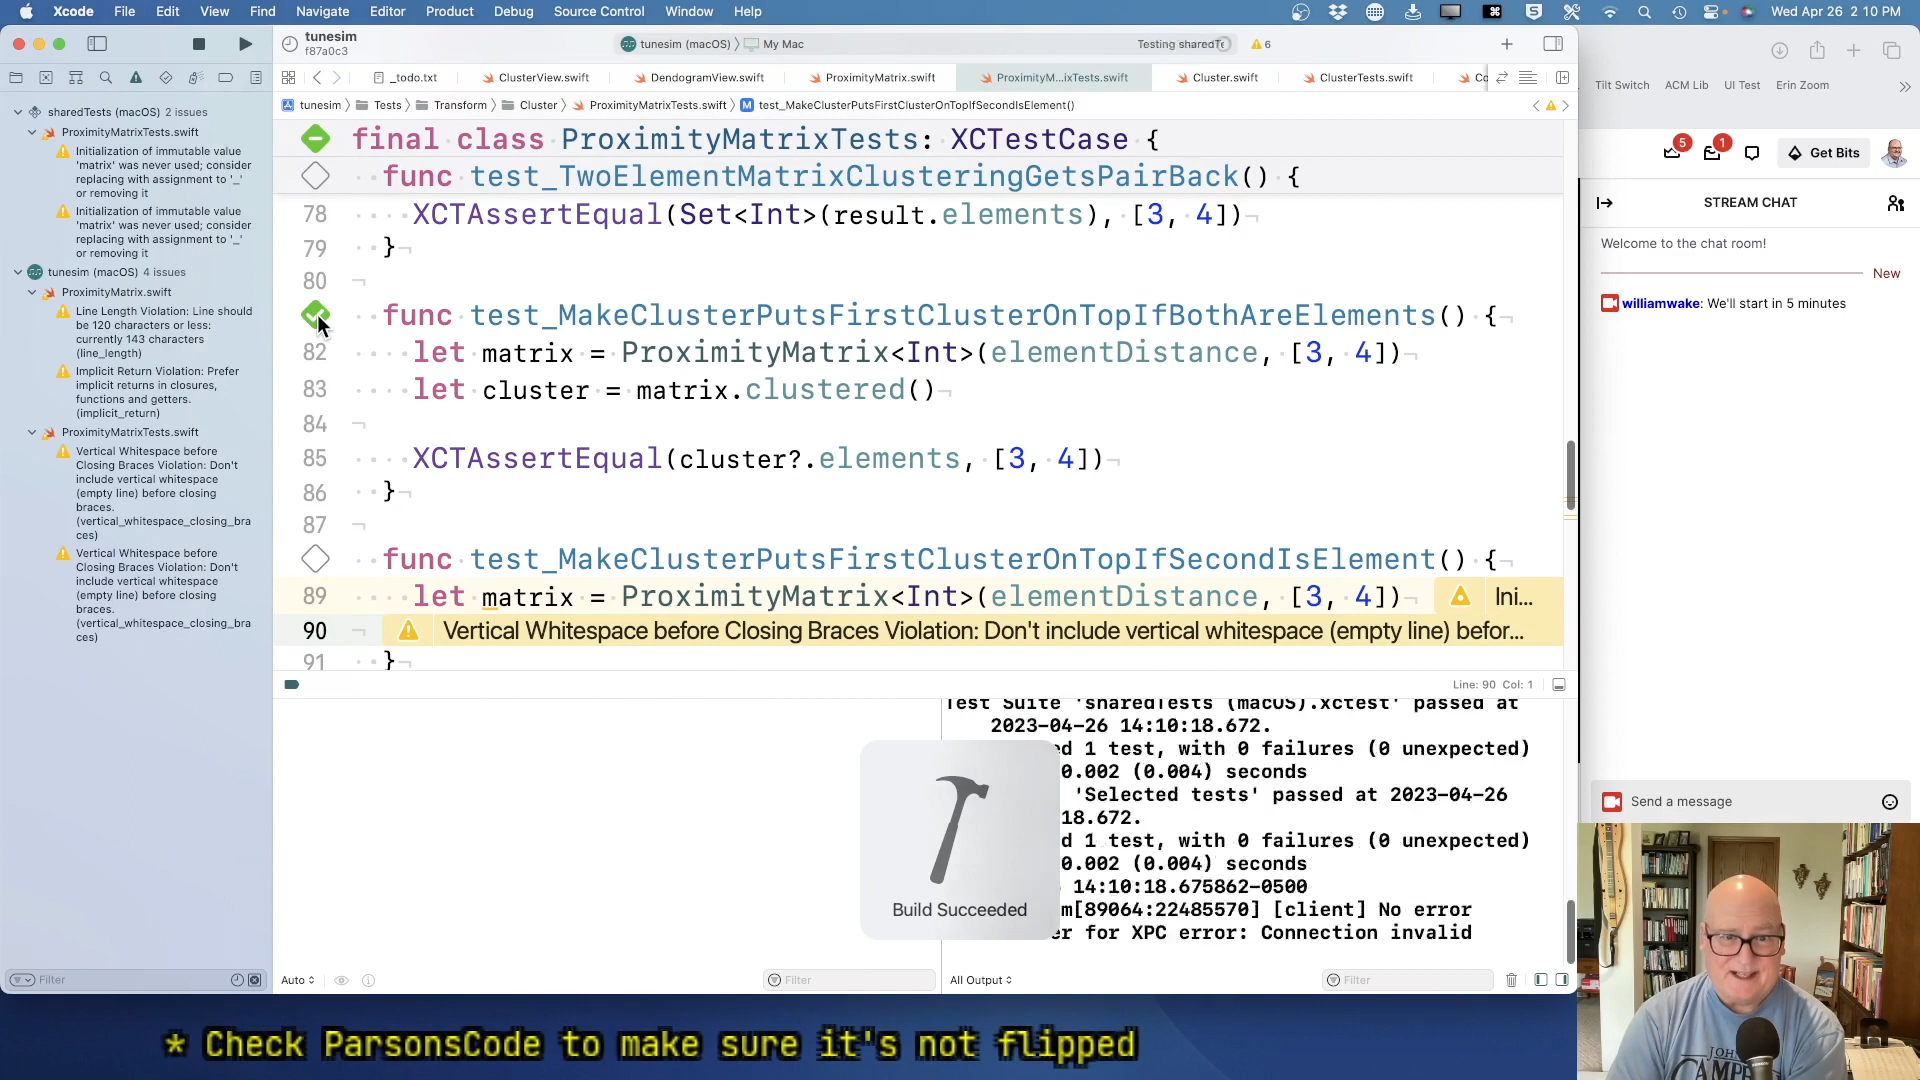 Xcode File Edit View Find Navigate Editor Product Debug Source Control Window Help
Wed Apr 26 2 10 PM
tunesim
f87a0c3
tunesim (macOS) My Mac
6
_todo.txt ClusterView.swift DendogramView.swift ProximityMatrix.swift ProximityM...ixTests.swift Cluster.swift ClusterTests.swift Co
tunesim Tests Transform Cluster ProximityMatrixTests.swift test_MakeClusterPutsFirstClusterOnTopIfSecondIsElement()
sharedTests (macOS) 2 issues
ProximityMatrixTests.swift
Initialization of immutable value
'matrix' was never used; consider
replacing with assignment to '_'
or removing it
Initialization of immutable value
'matrix' was never used; consider
replacing with assignment to '_'
or removing it
tunesim (macOS) 4 issues
ProximityMatrix.swift
Line Length Violation: Line should
be 120 characters or less:
currently 143 characters
(line_length)
Implicit Return Violation: Prefer
implicit returns in closures,
functions and getters.
(implicit_return)
ProximityMatrixTests.swift
Vertical Whitespace before
Closing Braces Violation: Don't
include vertical whitespace
(empty line) before closing
braces.
(vertical_whitespace_closing_bra
ces)
Vertical Whitespace before
Closing Braces Violation: Don't
include vertical whitespace
(empty line) before closing
braces.
(vertical_whitespace_closing_bra
ces)
Filter
final class ProximityMatrixTests: XCTestCase {
func test_TwoElementMatrixClusteringGetsPairBack() {
78 XCTAssertEqual(Set<Int>(result.elements), [3, 4])
79 }
80
func test_MakeClusterPutsFirstClusterOnTopIfBothAreElements() {
82 let matrix = ProximityMatrix<Int>(elementDistance, [3, 4])
83 let cluster = matrix.clustered()
84
85 XCTAssertEqual(cluster?.elements, [3, 4])
86 }
87
func test_MakeClusterPutsFirstClusterOnTopIfSecondIsElement() {
89 let matrix = ProximityMatrix<Int>(elementDistance, [3, 4]) Ini...
90 Vertical Whitespace before Closing Braces Violation: Don't include vertical whitespace (empty line) befor...
91 }
Line: 90 Col: 1
Test Suite 'sharedTests (macOS).xctest' passed at
2023-04-26 14:10:18.672.
d 1 test, with 0 failures (0 unexpected)
0.002 (0.004) seconds
'Selected tests' passed at 2023-04-26
18.672.
d 1 test, with 0 failures (0 unexpected)
0.002 (0.004) seconds
14:10:18.675862-0500
m[89064:22485570] [client] No error
er for XPC error: Connection invalid
Build Succeeded
Auto Filter All Output Filter
Tilt Switch ACM Lib UI Test Erin Zoom
5 1 Get Bits
STREAM CHAT
Welcome to the chat room!
New
williamwake: We'll start in 5 minutes
Send a message
* Check ParsonsCode to make sure it's not flipped